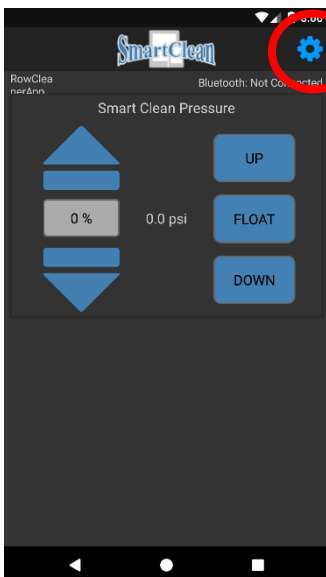 SmartClean
RowClea
nerApp
Bluetooth: Not Connected
Smart Clean Pressure
UP
0 %
0.0 psi
FLOAT
DOWN